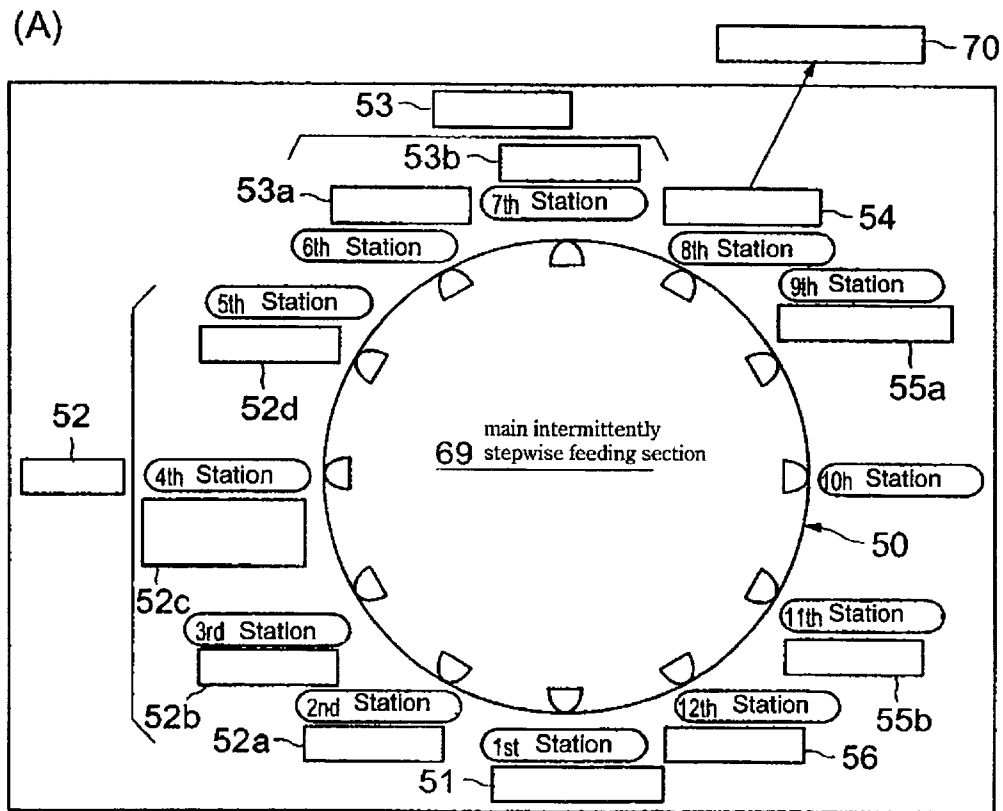 (A)
70
53
53b
53a
7th Station
54
6th Station
8th Station
5th Station
9th Station
52d
55a
52
main intermittently
69 stepwise feeding section
4th Station
10h Station
50
52c
3rd Station
11th Station
52b
2nd Station
12th Station
55b
52a
1st Station
56
51